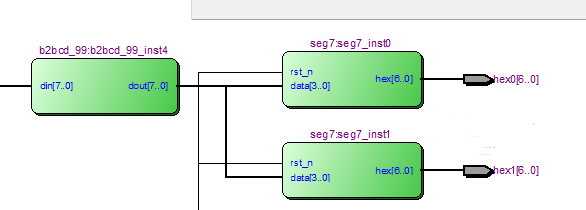 b2bcd_99:b2bcd_99_inst4
din[7..0]
dout[7..0]
seg7:seg7_inst0
rst_n
data[3..0]
hex[6..0]
hex0[6..0]
seg7:seg7_inst1
rst_n
data[3..0]
hex[6..0]
hex1[6..0]